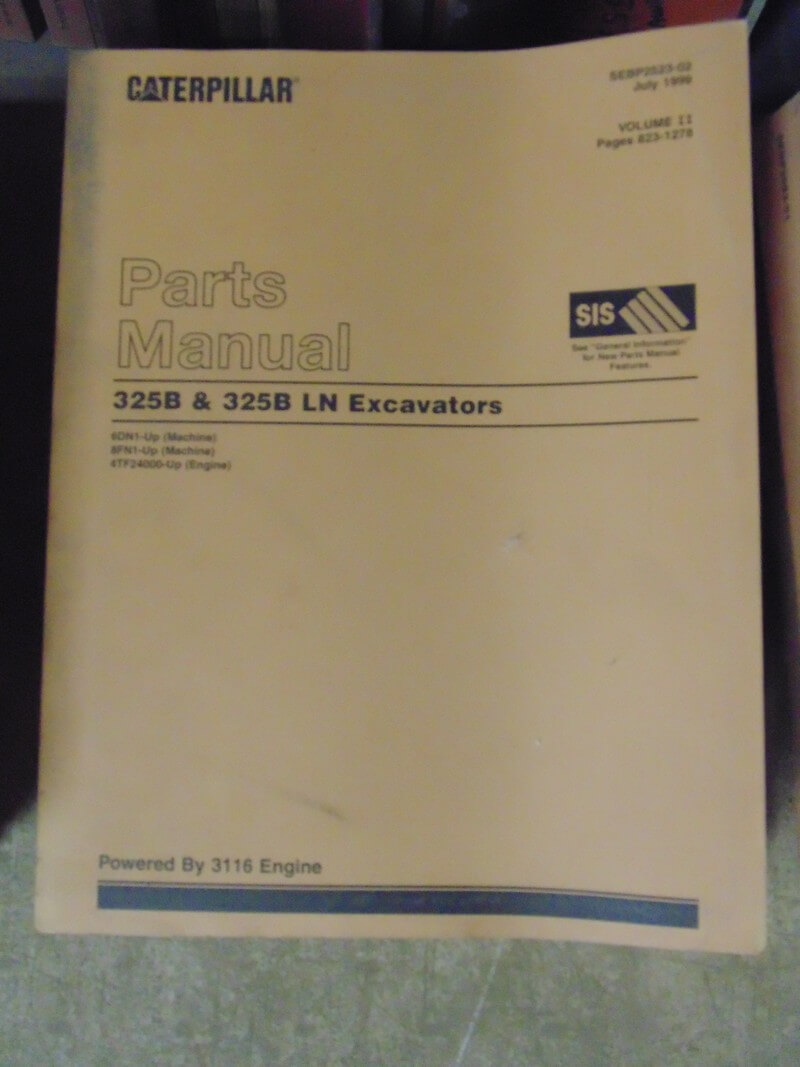 CATERPILLAR®
SEBP2523-02
July 1999
VOLUME II
Pages 823-1278
Parts
Manual
SIS
See "General Information"
for New Parts Manual
Features.
325B & 325B LN Excavators
6DN1-Up (Machine)
8FN1-Up (Machine)
4TF24000-Up (Engine)
Powered By 3116 Engine